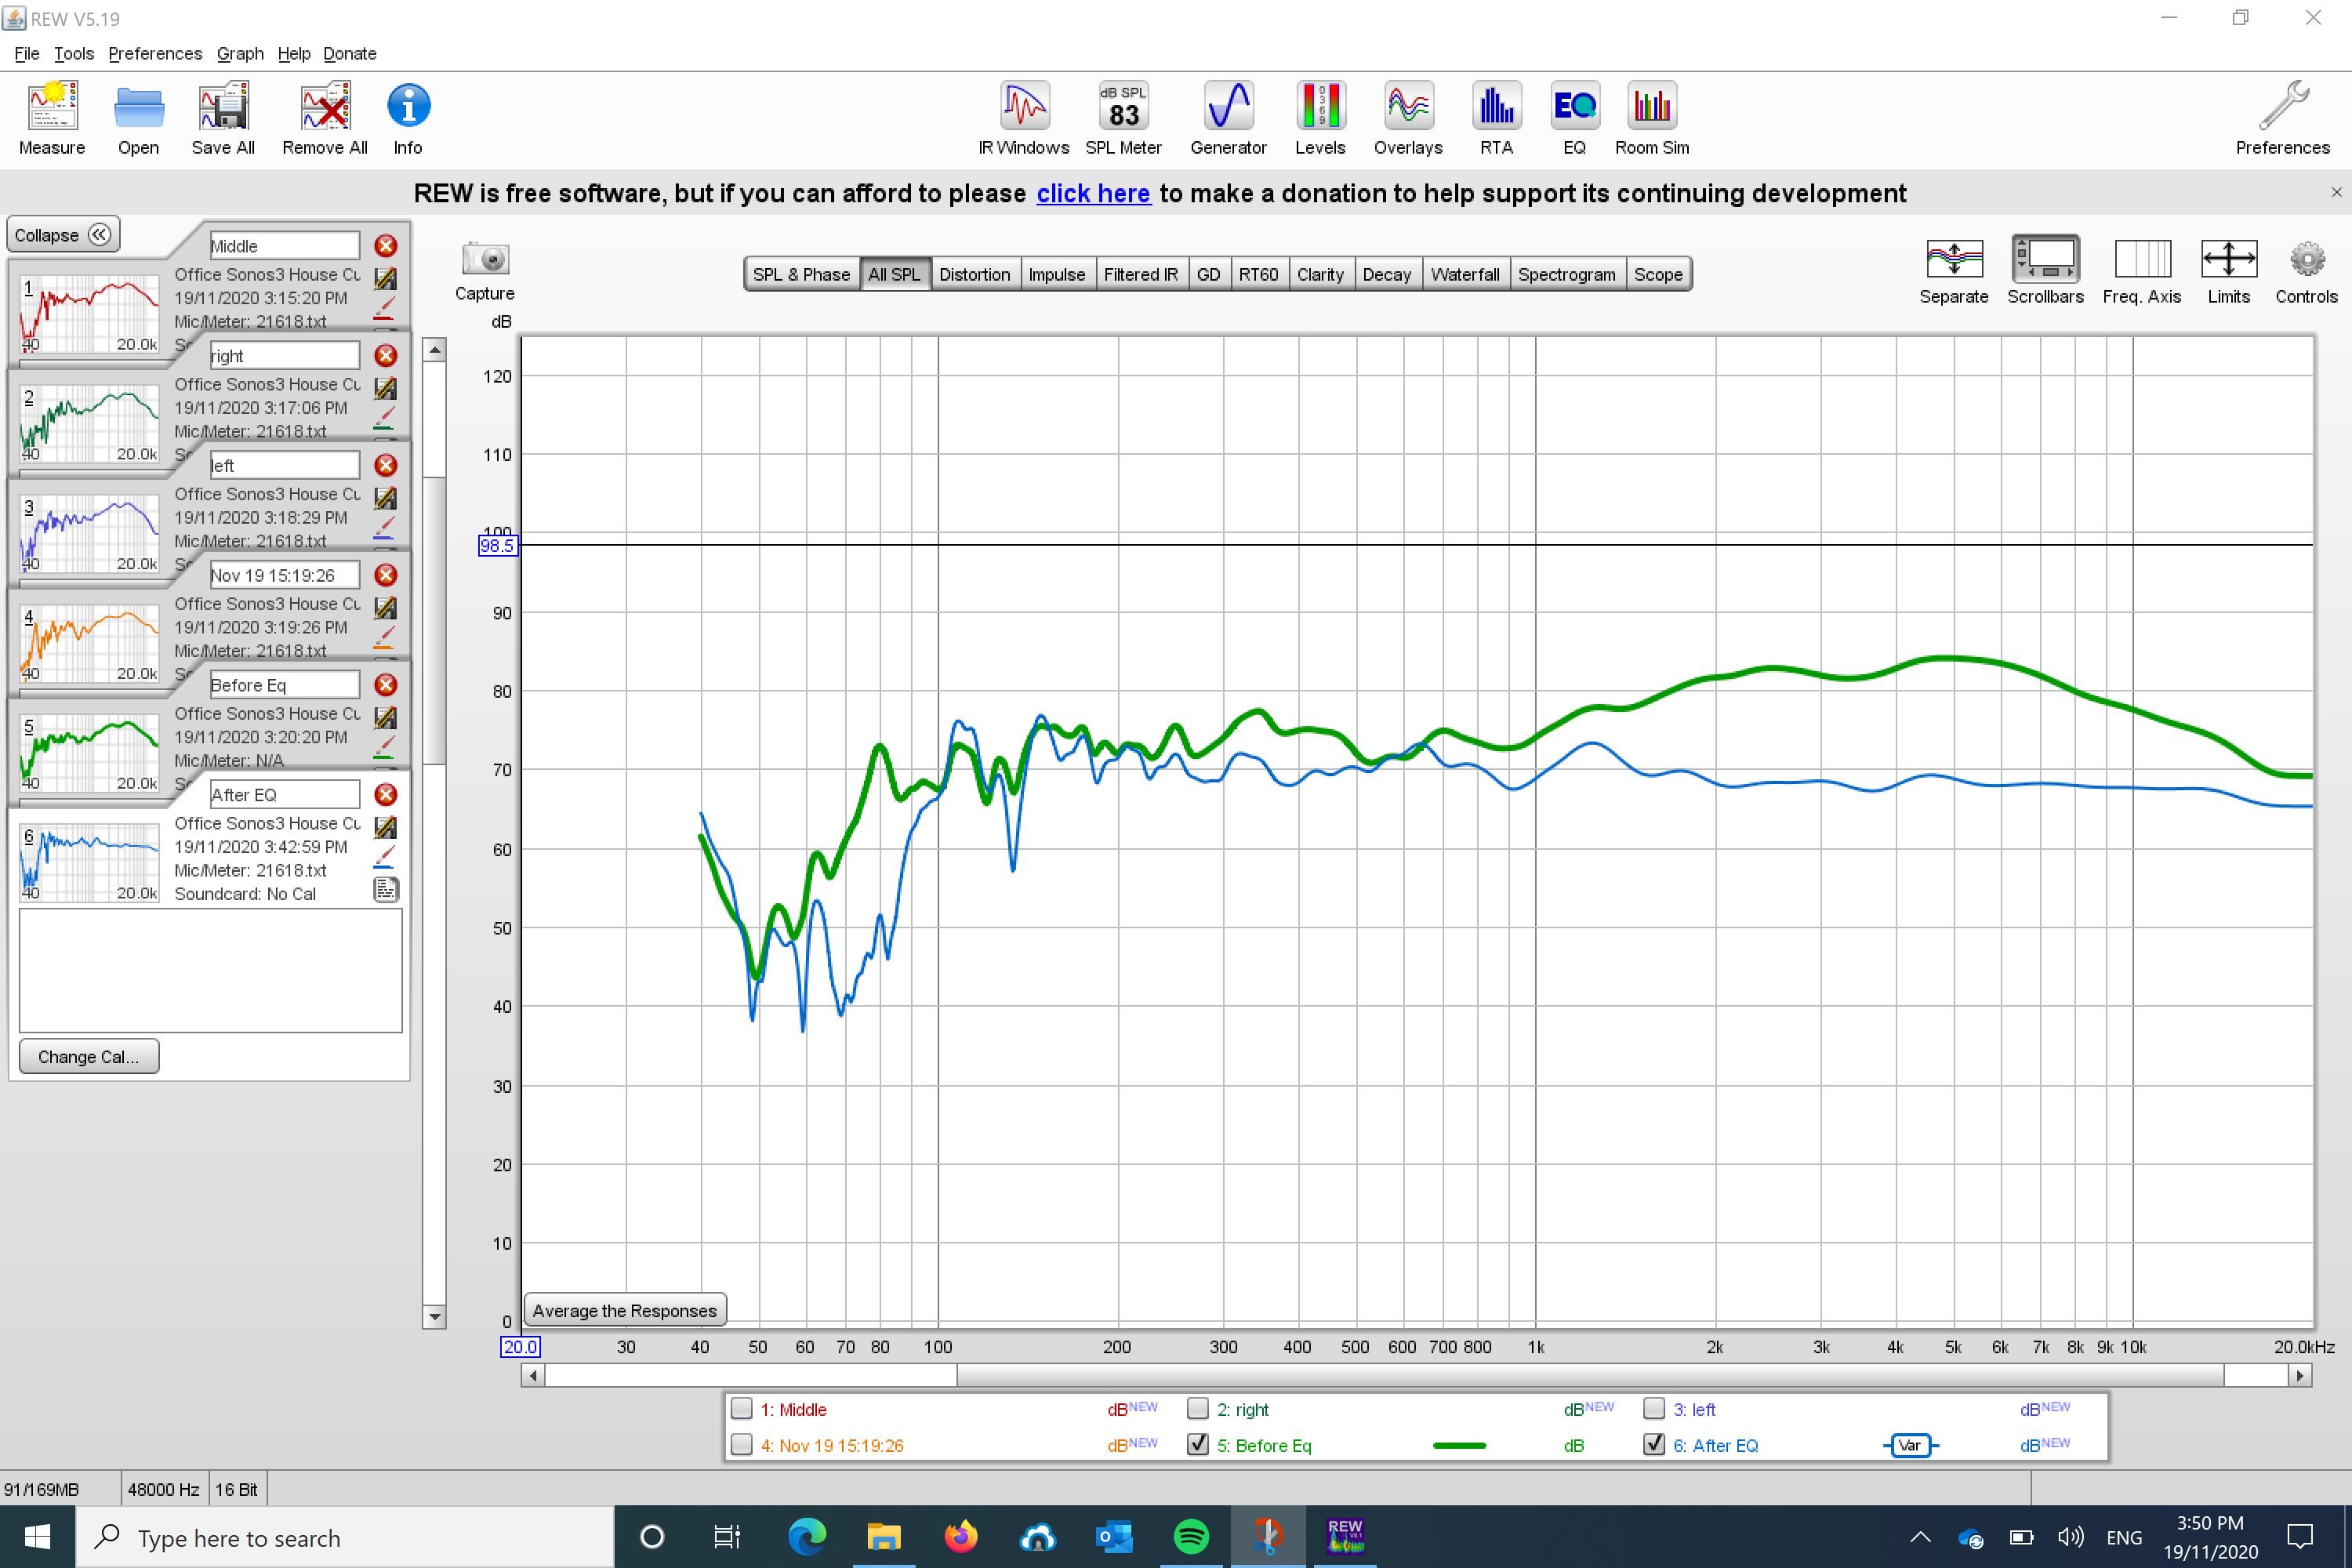 REW V5.19
File Tools Preferences Graph Help Donate
Measure Open Save All Remove All Info IR Windows SPL Meter Generator Levels Overlays RTA EQ Room Sim Preferences
dB SPL
83
REW is free software, but if you can afford to please click here to make a donation to help support its continuing development
Collapse
Middle
1
Office Sonos3 House Cu
19/11/2020 3:15:20 PM
Mic/Meter: 21618.txt
40 20.0k
right
2
Office Sonos3 House Cu
19/11/2020 3:17:06 PM
Mic/Meter: 21618.txt
40 20.0k
left
3
Office Sonos3 House Cu
19/11/2020 3:18:29 PM
Mic/Meter: 21618.txt
40 20.0k
Nov 19 15:19:26
4
Office Sonos3 House Cu
19/11/2020 3:19:26 PM
Mic/Meter: 21618.txt
40 20.0k
Before Eq
5
Office Sonos3 House Cu
19/11/2020 3:20:20 PM
Mic/Meter: N/A
40 20.0k
After EQ
6
Office Sonos3 House Cu
19/11/2020 3:42:59 PM
Mic/Meter: 21618.txt
40 20.0k Soundcard: No Cal
Change Cal...
Capture
SPL & Phase All SPL Distortion Impulse Filtered IR GD RT60 Clarity Decay Waterfall Spectrogram Scope
Separate Scrollbars Freq. Axis Limits Controls
dB
120
110
100
98.5
90
80
70
60
50
40
30
20
10
0
Average the Responses
20.0 30 40 50 60 70 80 100 200 300 400 500 600 700 800 1k 2k 3k 4k 5k 6k 7k 8k 9k 10k 20.0kHz
1: Middle dB NEW 2: right dB NEW 3: left dB NEW
4: Nov 19 15:19:26 dB NEW 5: Before Eq dB 6: After EQ Var dB NEW
91/169MB 48000 Hz 16 Bit
Type here to search
REW
ENG
3:50 PM
19/11/2020